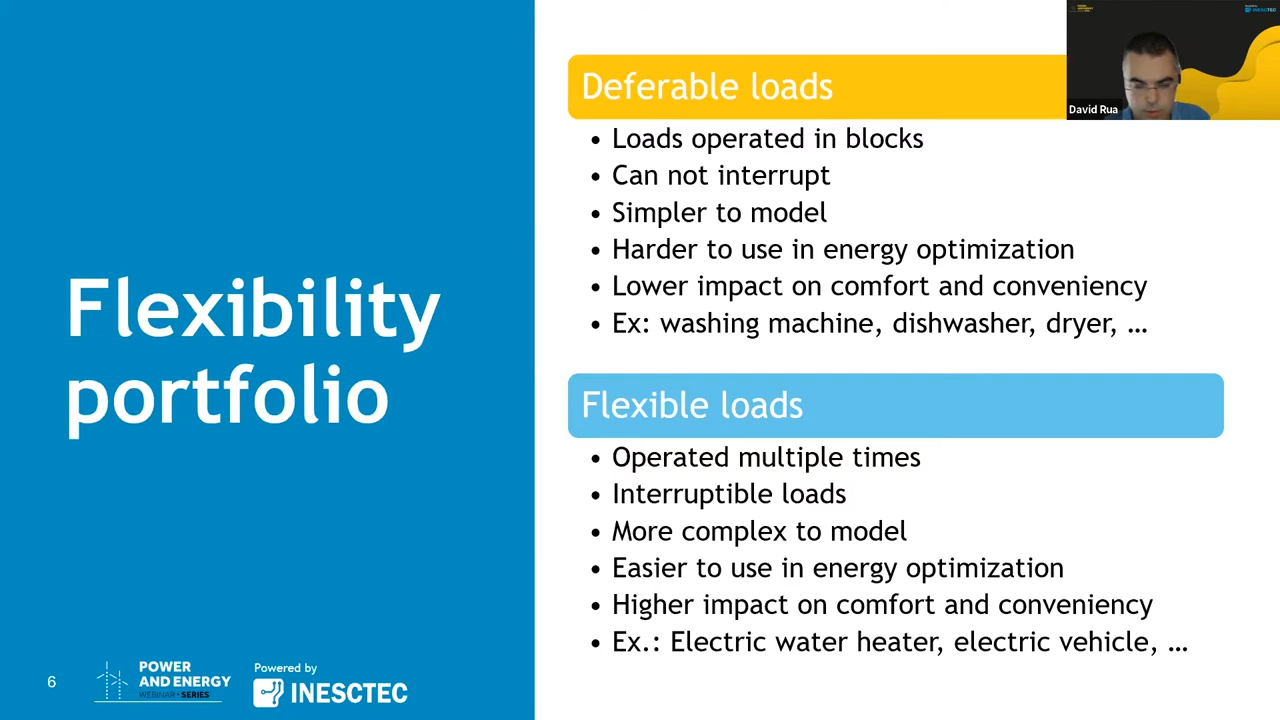 Flexibility
portfolio
Deferable loads
• Loads operated in blocks
• Can not interrupt
• Simpler to model
• Harder to use in energy optimization
• Lower impact on comfort and conveniency
• Ex: washing machine, dishwasher, dryer, …
Flexible loads
• Operated multiple times
• Interruptible loads
• More complex to model
• Easier to use in energy optimization
• Higher impact on comfort and conveniency
• Ex.: Electric water heater, electric vehicle, …
David Rua
6
POWER
AND ENERGY
WEBINAR • SERIES
Powered by
INESCTEC
INESCTEC